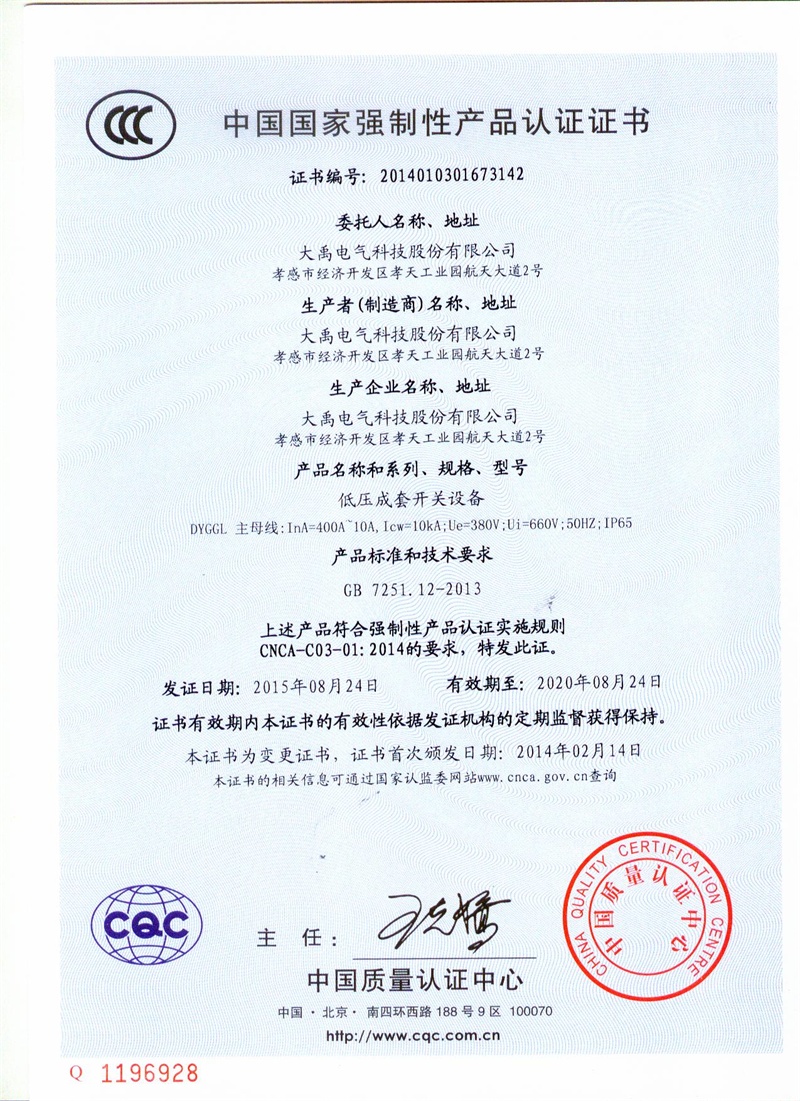 CCC
中国国家强制性产品认证证书
证书编号：2014010301673142
委托人名称、地址
大禹电气科技股份有限公司
孝感市经济开发区孝天工业园航天大道2号
生产者(制造商)名称、地址
大禹电气科技股份有限公司
孝感市经济开发区孝天工业园航天大道2号
生产企业名称、地址
大禹电气科技股份有限公司
孝感市经济开发区孝天工业园航天大道2号
产品名称和系列、规格、型号
低压成套开关设备
DYGGL 主母线:InA=400A~10A,Icw=10kA;Ue=380V;Ui=660V;50HZ;IP65
产品标准和技术要求
GB 7251.12-2013
上述产品符合强制性产品认证实施规则
CNCA-C03-01:2014的要求，特发此证。
发证日期：2015年08月24日 有效期至：2020年08月24日
证书有效期内本证书的有效性依据发证机构的定期监督获得保持。
本证书为变更证书，证书首次颁发日期：2014年02月14日
本证书的相关信息可通过国家认监委网站www.cnca.gov.cn查询
CQC
主 任：
中国质量认证中心
中国·北京·南四环西路 188 号 9 区 100070
http://www.cqc.com.cn
CHINA QUALITY CERTIFICATION CENTRE
中国质量认证中心
Q 1196928